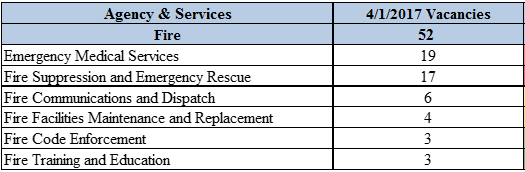 Agency & Services 4/1/2017 Vacancies
Fire 52
Emergency Medical Services 19
Fire Suppression and Emergency Rescue 17
Fire Communications and Dispatch 6
Fire Facilities Maintenance and Replacement 4
Fire Code Enforcement 3
Fire Training and Education 3